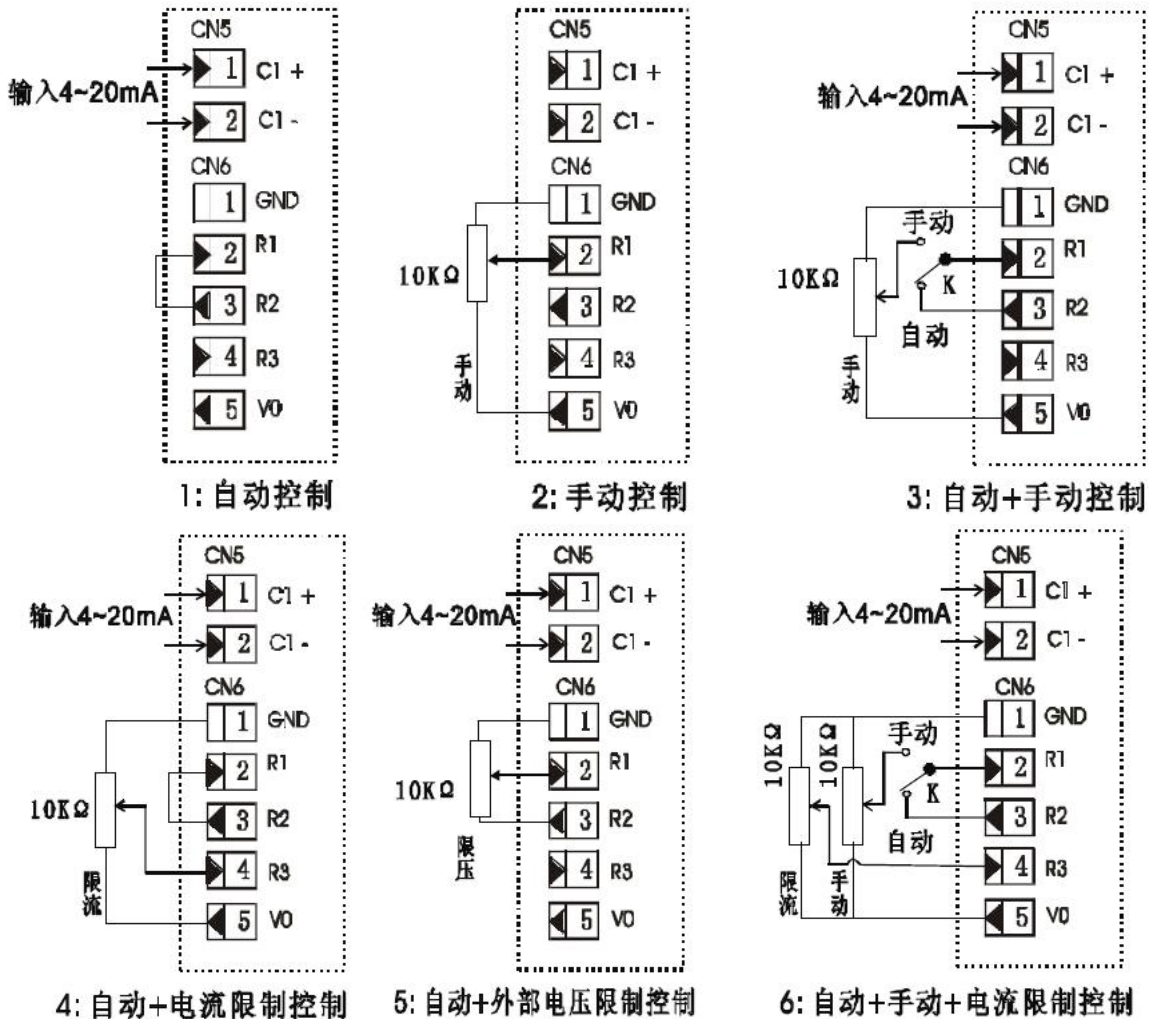 CN5
1 C1 +
输入4~20mA
2 C1 -
CN6
1 GND
2 R1
3 R2
4 R3
5 V0
1: 自动控制
CN5
1 C1 +
2 C1 -
CN6
1 GND
2 R1
10KΩ
3 R2
4 R3
手动
5 V0
2: 手动控制
CN5
1 C1 +
输入4~20mA
2 C1 -
CN6
1 GND
手动
2 R1
10KΩ
K
3 R2
自动
4 R3
手动
5 V0
3: 自动+手动控制
CN5
1 C1 +
输入4~20mA
2 C1 -
CN6
1 GND
2 R1
10KΩ
3 R2
4 R3
限流
5 V0
4: 自动+电流限制控制
CN5
1 C1 +
输入4~20mA
2 C1 -
CN6
1 GND
2 R1
10KΩ
3 R2
限压
4 R3
5 V0
5: 自动+外部电压限制控制
CN5
1 C1 +
输入4~20mA
2 C1 -
CN6
1 GND
10KΩ
10KΩ
手动
2 R1
K
3 R2
自动
4 R3
限流
手动
5 V0
6: 自动+手动+电流限制控制